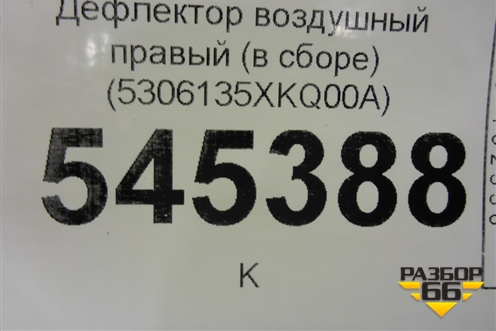 Дефлектор воздушный
правый (в сборе)
(5306135XKQ00A)
545388
К
РАЗБОР
66